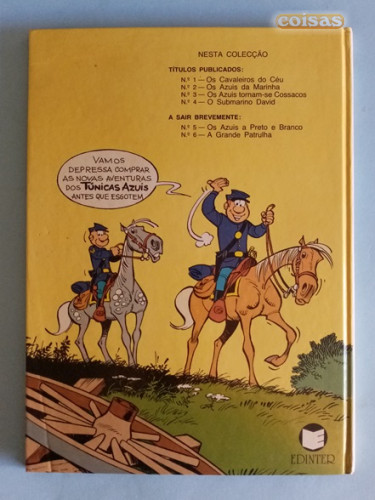 coisas
NESTA COLECÇÃO
TÍTULOS PUBLICADOS:
N.º 1 — Os Cavaleiros do Céu
N.º 2 — Os Azuis da Marinha
N.º 3 — Os Azuis tornam-se Cossacos
N.º 4 — O Submarino David
A SAIR BREVEMENTE:
N.º 5 — Os Azuis a Preto e Branco
N.º 6 — A Grande Patrulha
VAMOS
DEPRESSA COMPRAR
AS NOVAS AVENTURAS
DOS TÚNICAS AZUIS
ANTES QUE ESGOTEM
EDINTER